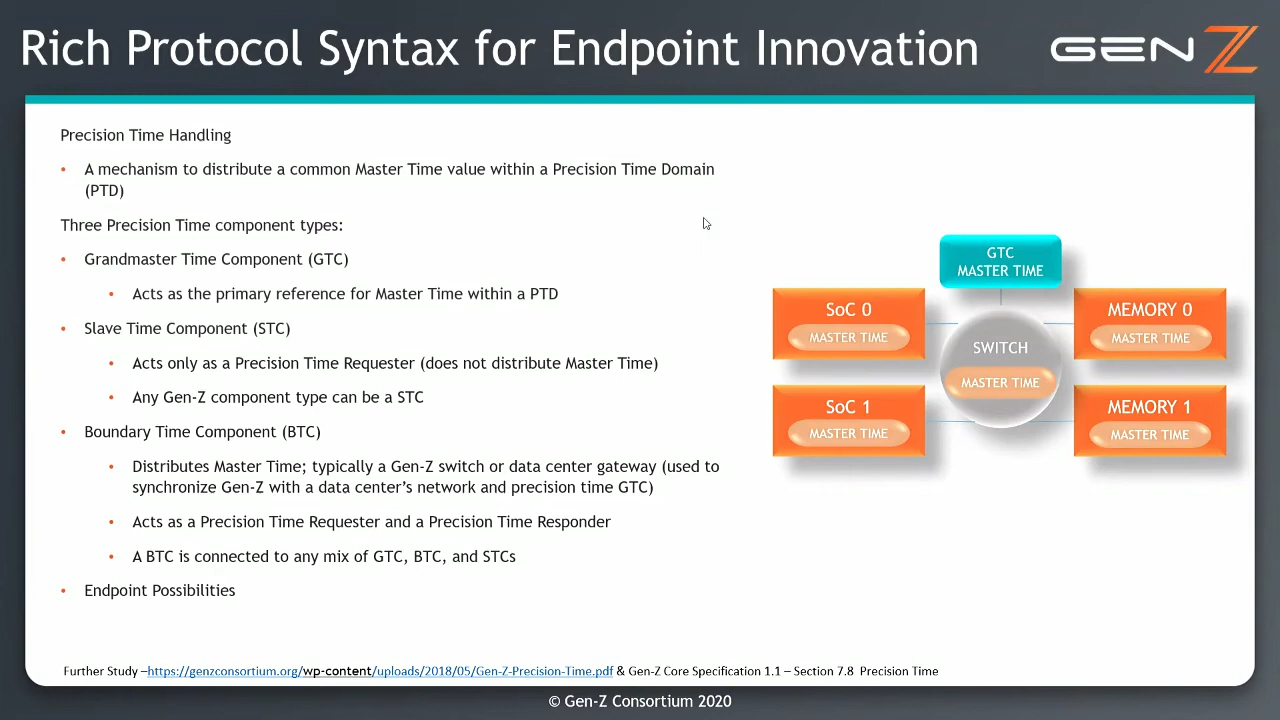 Rich Protocol Syntax for Endpoint Innovation
GEN Z
Precision Time Handling
• A mechanism to distribute a common Master Time value within a Precision Time Domain
(PTD)
Three Precision Time component types:
• Grandmaster Time Component (GTC)
• Acts as the primary reference for Master Time within a PTD
• Slave Time Component (STC)
• Acts only as a Precision Time Requester (does not distribute Master Time)
• Any Gen-Z component type can be a STC
• Boundary Time Component (BTC)
• Distributes Master Time; typically a Gen-Z switch or data center gateway (used to
synchronize Gen-Z with a data center's network and precision time GTC)
• Acts as a Precision Time Requester and a Precision Time Responder
• A BTC is connected to any mix of GTC, BTC, and STCs
• Endpoint Possibilities
GTC
MASTER TIME
SoC 0
MASTER TIME
MEMORY 0
MASTER TIME
SWITCH
MASTER TIME
SoC 1
MASTER TIME
MEMORY 1
MASTER TIME
Further Study –https://genzconsortium.org/wp-content/uploads/2018/05/Gen-Z-Precision-Time.pdf & Gen-Z Core Specification 1.1 – Section 7.8 Precision Time
© Gen-Z Consortium 2020